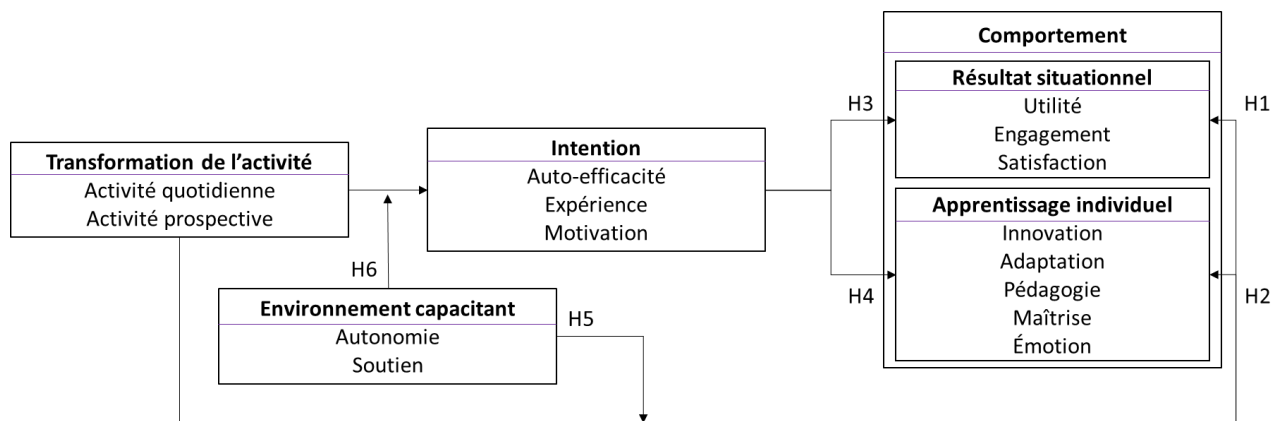 Transformation de l'activité
Activité quotidienne
Activité prospective
H6
Environnement capacitant
Autonomie
Soutien
H5
Intention
Auto-efficacité
Expérience
Motivation
H3
H4
Comportement
Résultat situationnel
Utilité
Engagement
Satisfaction
Apprentissage individuel
Innovation
Adaptation
Pédagogie
Maîtrise
Émotion
H1
H2